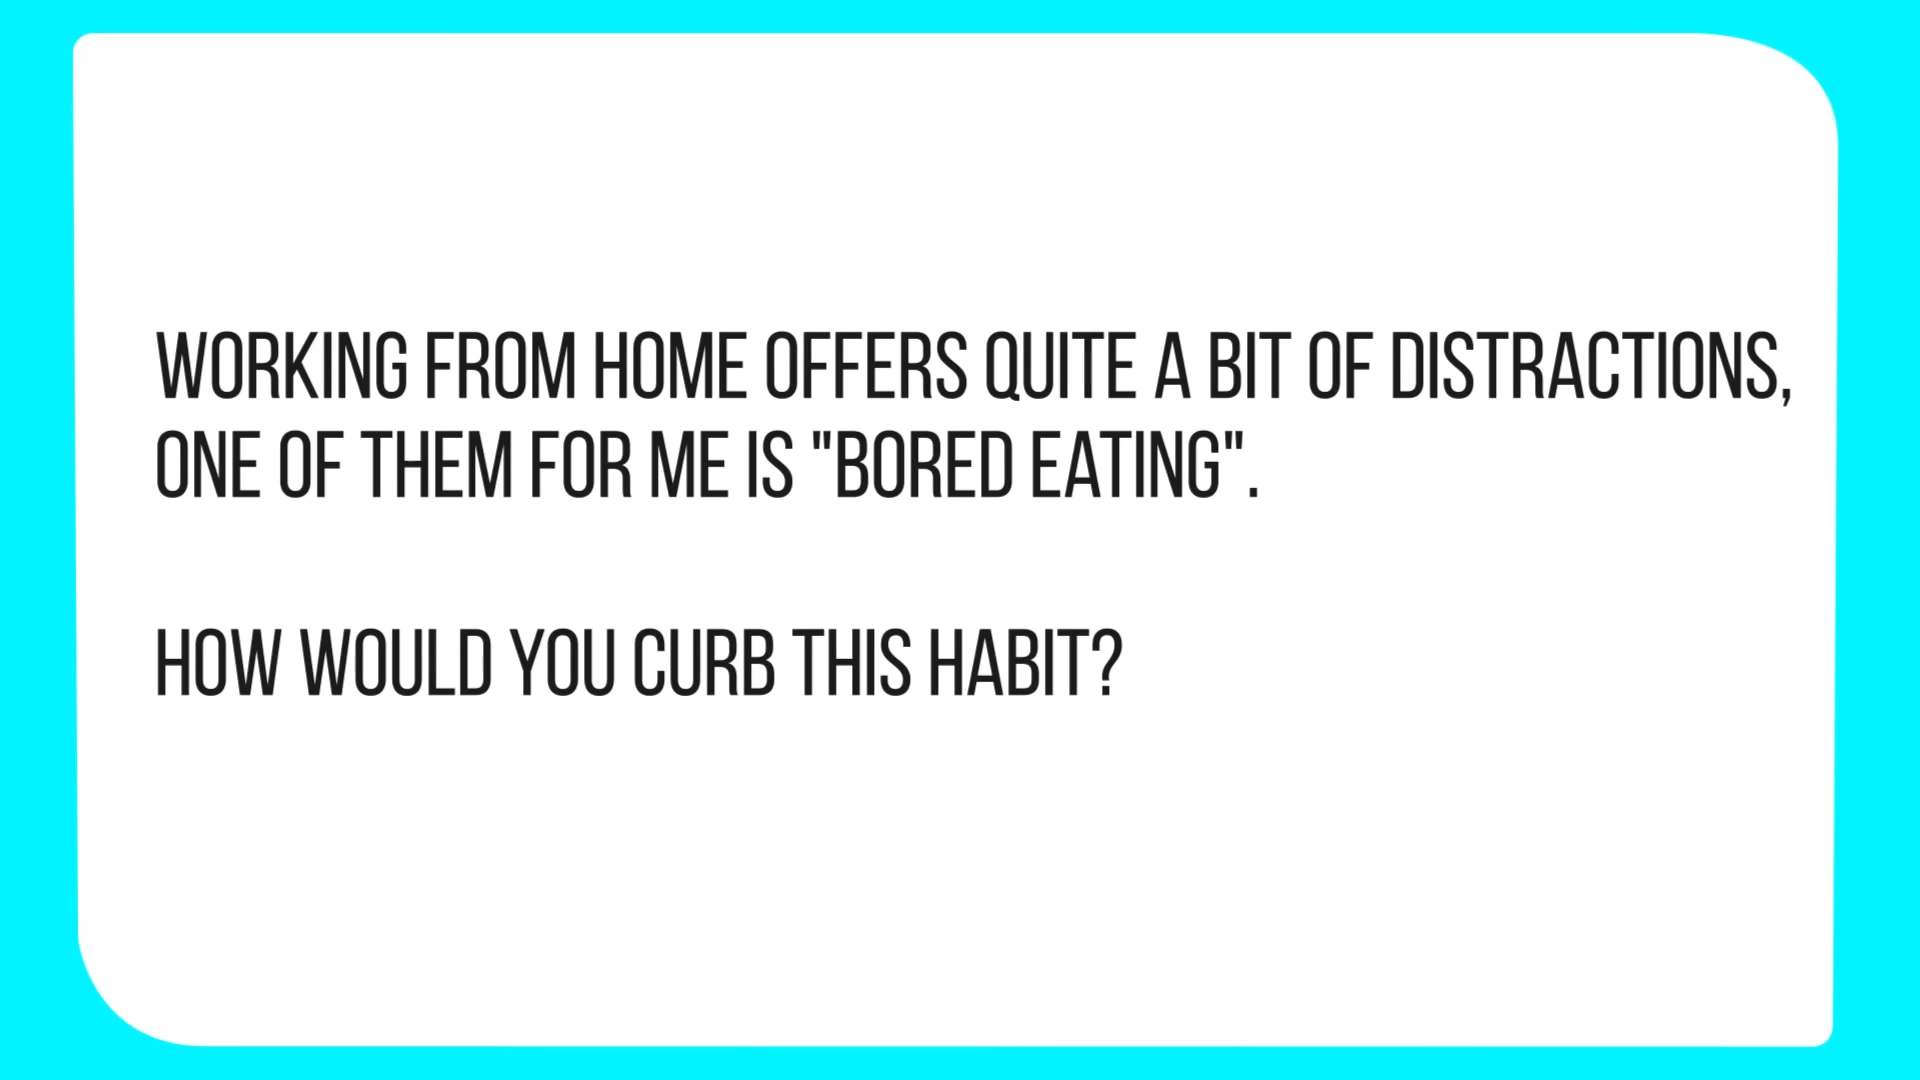 WORKING FROM HOME OFFERS QUITE A BIT OF DISTRACTIONS,
ONE OF THEM FOR ME IS "BORED EATING".
HOW WOULD YOU CURB THIS HABIT?